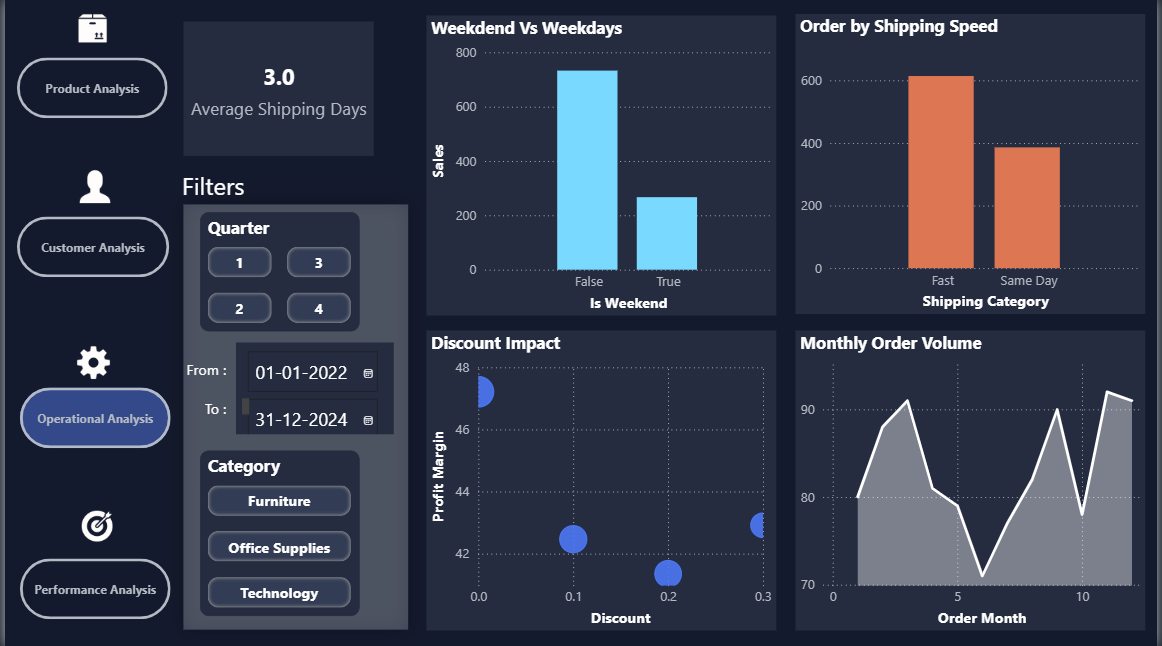 Product Analysis
Customer Analysis
Operational Analysis
Performance Analysis
3.0
Average Shipping Days
Filters
Quarter
1
3
2
4
From :
01-01-2022
To :
31-12-2024
Category
Furniture
Office Supplies
Technology
Weekdend Vs Weekdays
Sales
800
600
400
200
0
False
True
Is Weekend
Order by Shipping Speed
600
400
200
0
Fast
Same Day
Shipping Category
Discount Impact
Profit Margin
48
46
44
42
0.0
0.1
0.2
0.3
Discount
Monthly Order Volume
90
80
70
0
5
10
Order Month